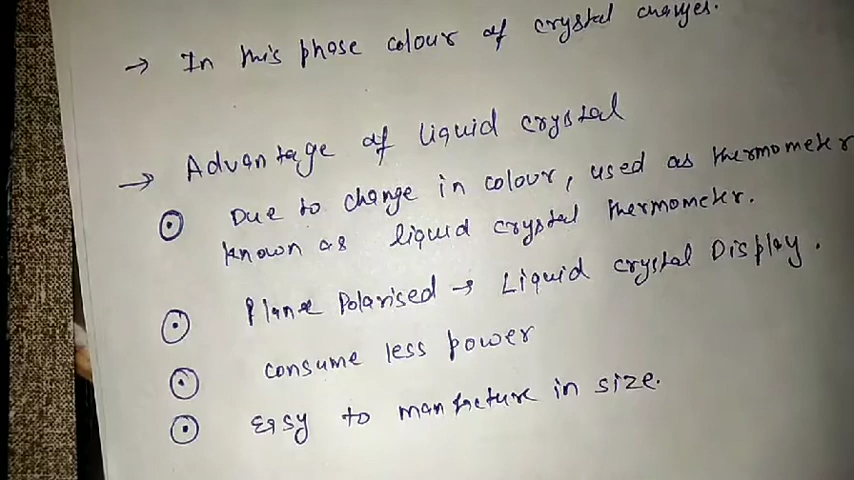 → In this phase colour of crystal changes.
→ Advantage of liquid crystal
Due to change in colour, used as thermometer
known as liquid crystal thermometer.
Plane Polarised → Liquid crystal Display.
consume less power
Easy to manfacture in size.